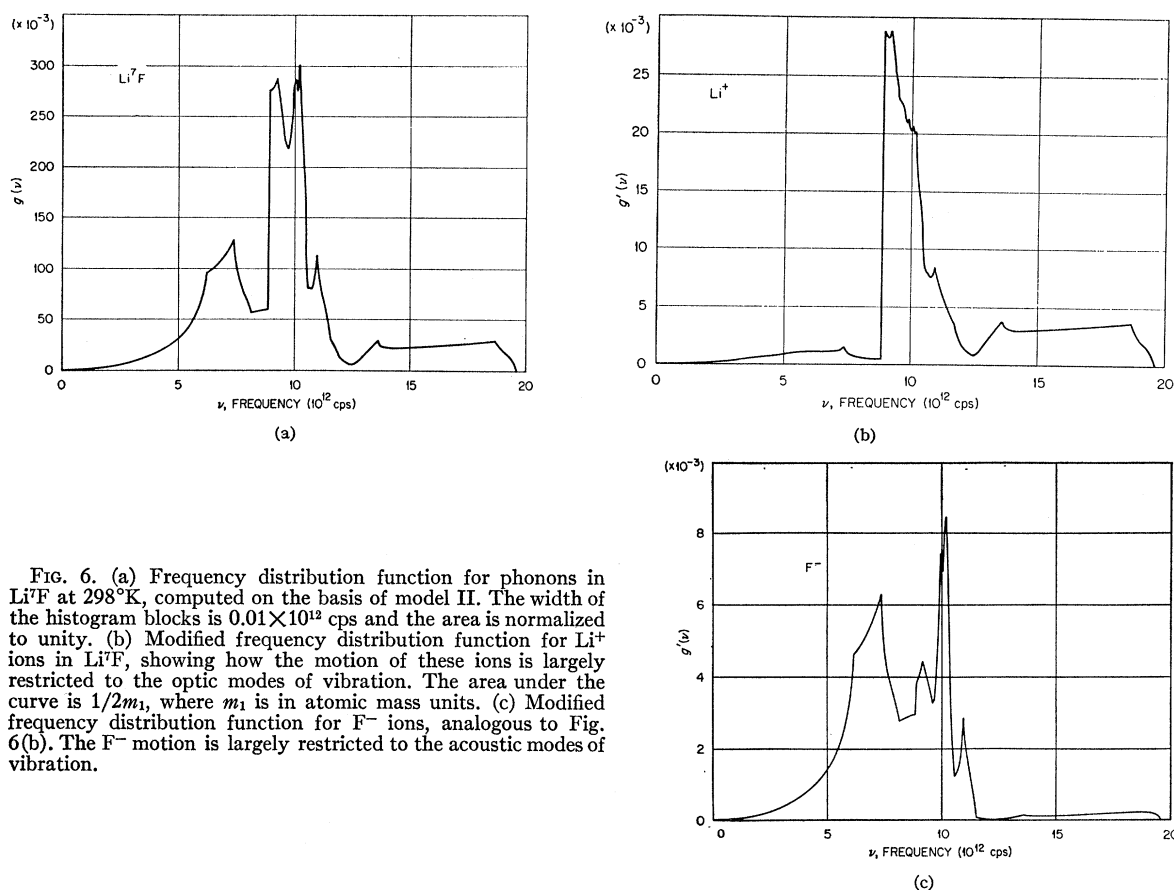 (×10⁻³)
300
250
200
150
100
50
0
g(ν)
Li⁷F
0 5 10 15 20
ν, FREQUENCY (10¹² cps)
(a)
(×10⁻³)
25
20
15
10
5
0
g'(ν)
Li⁺
0 5 10 15 20
ν, FREQUENCY (10¹² cps)
(b)
(×10⁻³)
8
6
4
2
0
g'(ν)
F⁻
0 5 10 15 20
ν, FREQUENCY (10¹² cps)
(c)
FIG. 6. (a) Frequency distribution function for phonons in
Li⁷F at 298°K, computed on the basis of model II. The width of
the histogram blocks is 0.01×10¹² cps and the area is normalized
to unity. (b) Modified frequency distribution function for Li⁺
ions in Li⁷F, showing how the motion of these ions is largely
restricted to the optic modes of vibration. The area under the
curve is 1/2m₁, where m₁ is in atomic mass units. (c) Modified
frequency distribution function for F⁻ ions, analogous to Fig.
6(b). The F⁻ motion is largely restricted to the acoustic modes of
vibration.